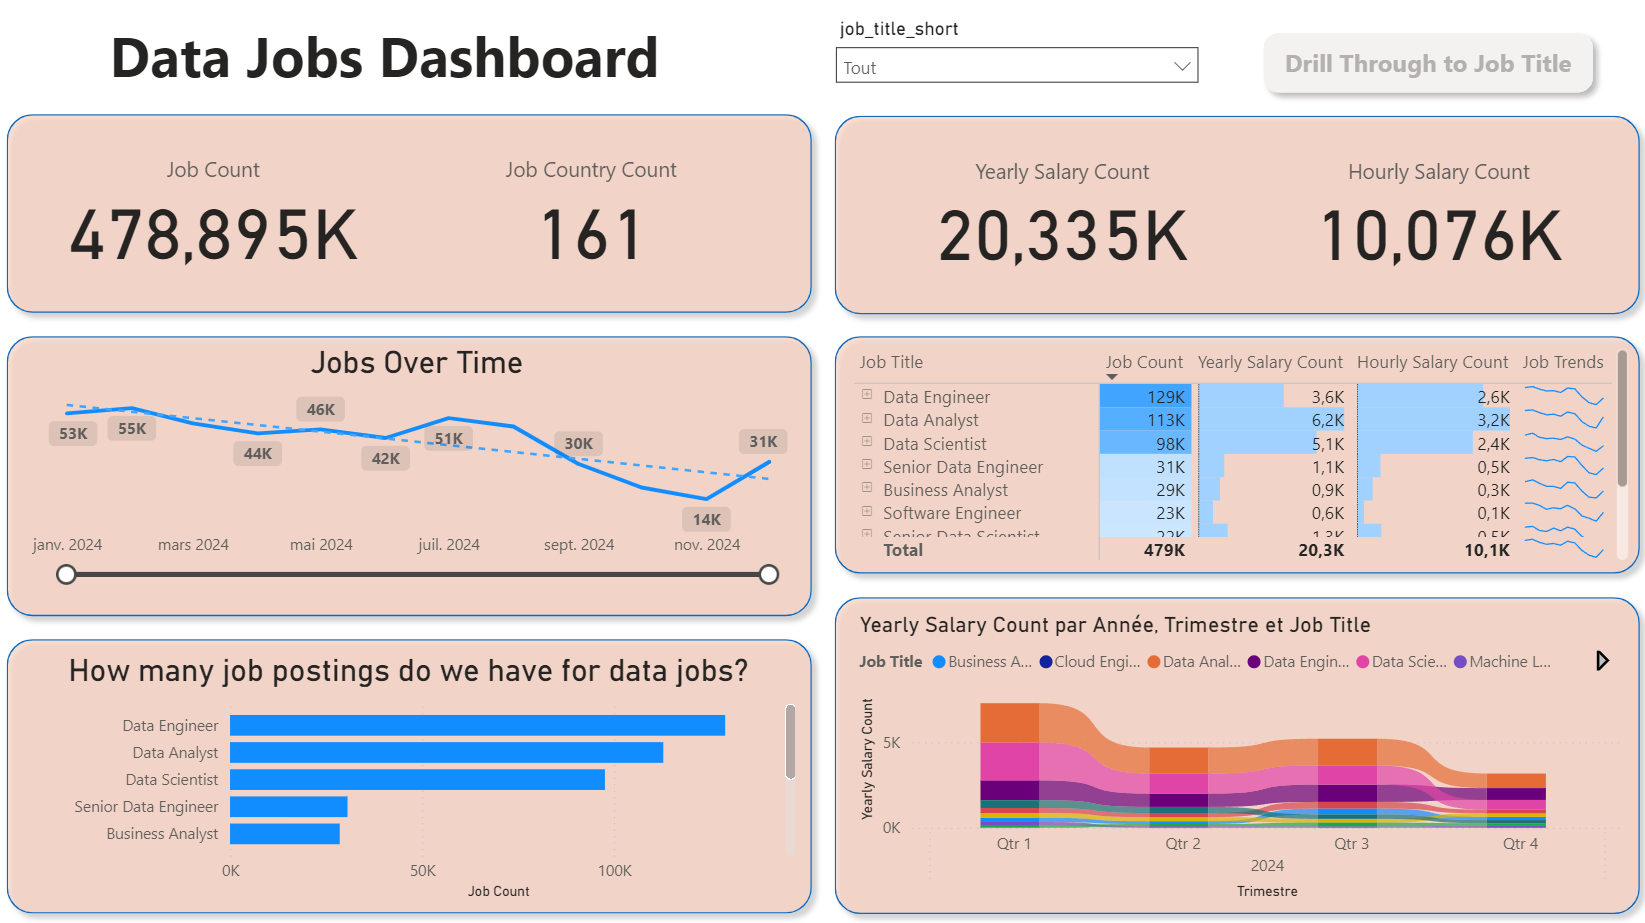 Data Jobs Dashboard
job_title_short
Tout
Drill Through to Job Title
Job Count
478,895K
Job Country Count
161
Yearly Salary Count
20,335K
Hourly Salary Count
10,076K
Jobs Over Time
53K
55K
44K
46K
42K
51K
30K
14K
31K
janv. 2024 mars 2024 mai 2024 juil. 2024 sept. 2024 nov. 2024
Job Title Job Count Yearly Salary Count Hourly Salary Count Job Trends
Data Engineer 129K 3,6K 2,6K
Data Analyst 113K 6,2K 3,2K
Data Scientist 98K 5,1K 2,4K
Senior Data Engineer 31K 1,1K 0,5K
Business Analyst 29K 0,9K 0,3K
Software Engineer 23K 0,6K 0,1K
Senior Data Scientist 22K 1,3K 0,5K
Total 479K 20,3K 10,1K
How many job postings do we have for data jobs?
Data Engineer
Data Analyst
Data Scientist
Senior Data Engineer
Business Analyst
0K 50K 100K
Job Count
Yearly Salary Count par Année, Trimestre et Job Title
Job Title Business A... Cloud Engi... Data Anal... Data Engin... Data Scie... Machine L...
Yearly Salary Count
5K
0K
Qtr 1 Qtr 2 Qtr 3 Qtr 4
2024
Trimestre